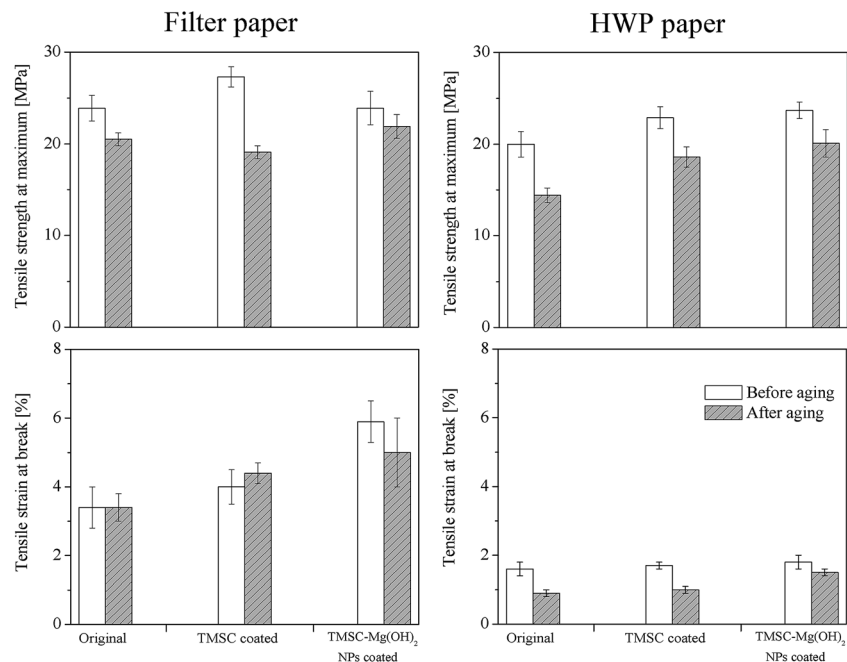 Filter paper
HWP paper
Tensile strength at maximum [MPa]
30
20
10
0
Tensile strength at maximum [MPa]
30
20
10
0
Tensile strain at break [%]
8
6
4
2
0
Original
TMSC coated
TMSC-Mg(OH)₂
NPs coated
Tensile strain at break [%]
8
6
4
2
0
Before aging
After aging
Original
TMSC coated
TMSC-Mg(OH)₂
NPs coated